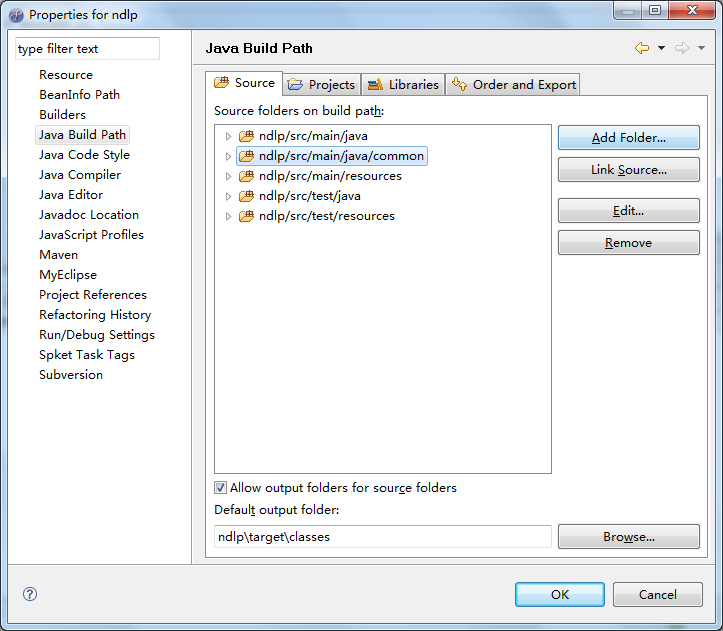 Properties for ndlp
type filter text
Resource
BeanInfo Path
Builders
Java Build Path
Java Code Style
Java Compiler
Java Editor
Javadoc Location
JavaScript Profiles
Maven
MyEclipse
Project References
Refactoring History
Run/Debug Settings
Spket Task Tags
Subversion
Java Build Path
Source
Projects
Libraries
Order and Export
Source folders on build path:
ndlp/src/main/java
ndlp/src/main/java/common
ndlp/src/main/resources
ndlp/src/test/java
ndlp/src/test/resources
Add Folder...
Link Source...
Edit...
Remove
Allow output folders for source folders
Default output folder:
ndlp\target\classes
Browse...
OK
Cancel